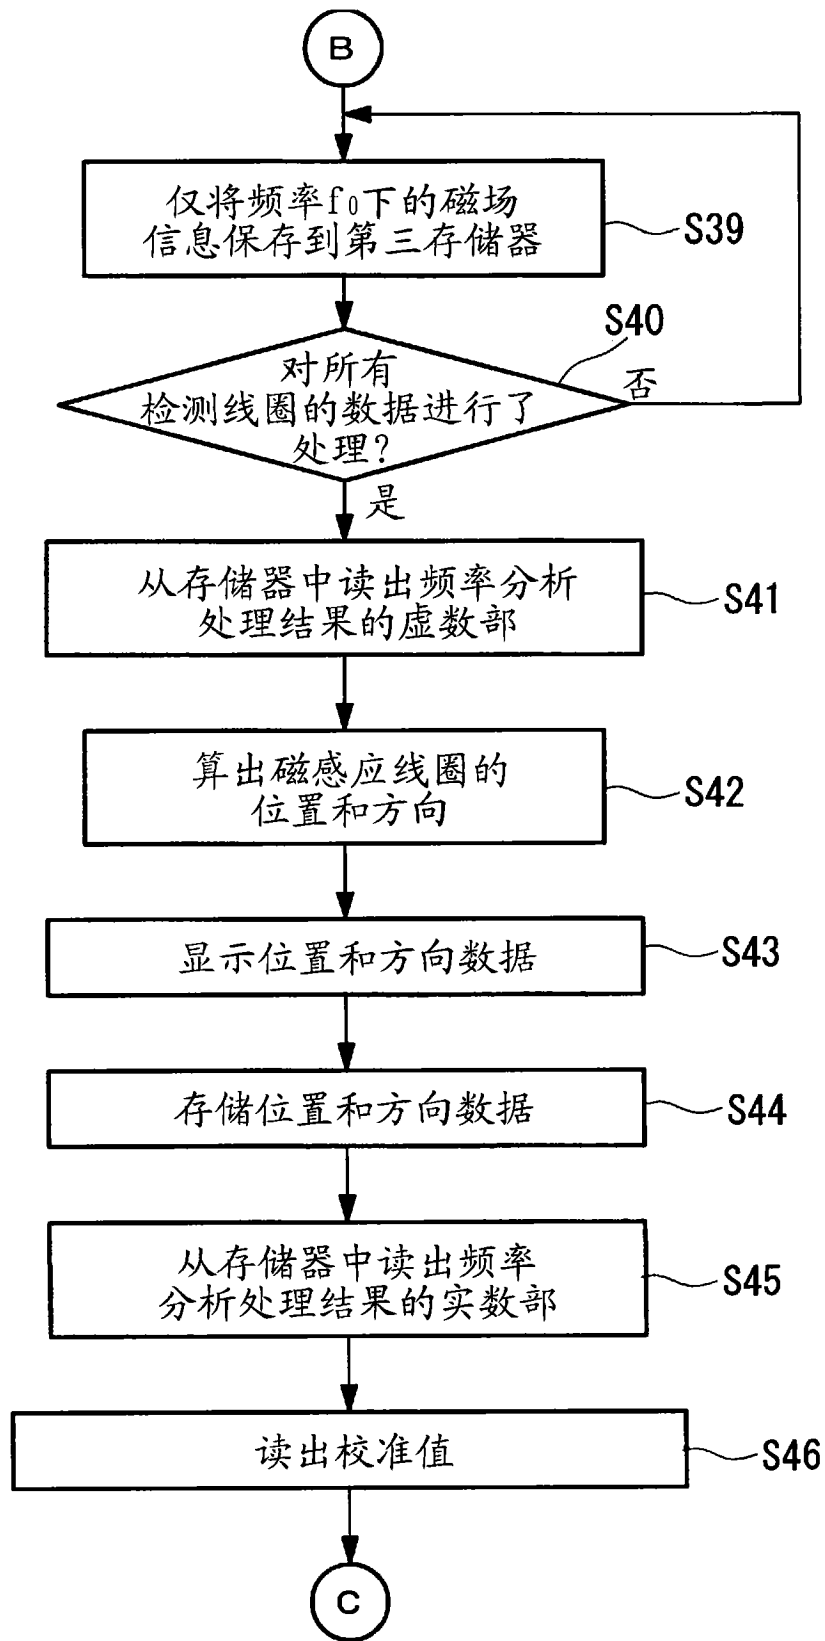 B
仅将频率f₀下的磁场
信息保存到第三存储器
S39
S40
对所有
检测线圈的数据进行了
处理?
否
是
从存储器中读出频率分析
处理结果的虚数部
S41
算出磁感应线圈的
位置和方向
S42
显示位置和方向数据
S43
存储位置和方向数据
S44
从存储器中读出频率
分析处理结果的实数部
S45
读出校准值
S46
C